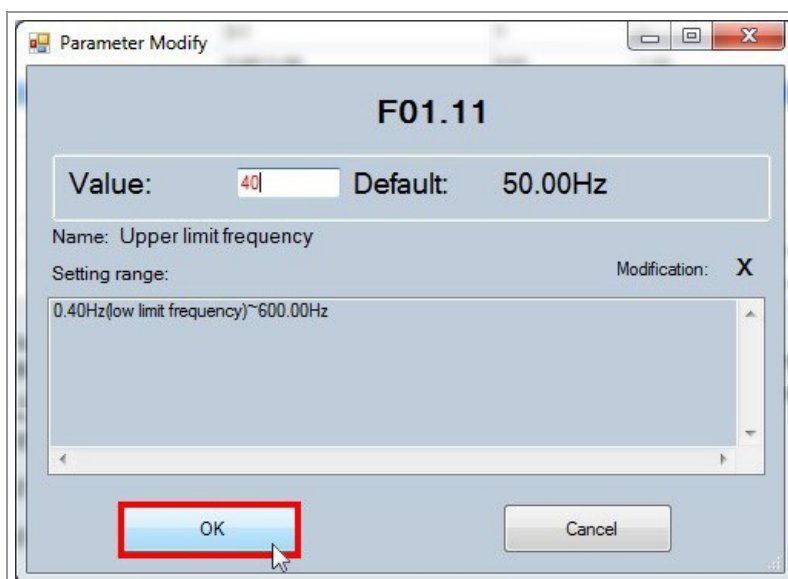 Parameter Modify
F01.11
Value: 40 Default: 50.00Hz
Name: Upper limit frequency
Setting range: Modification: X
0.40Hz(low limit frequency)~600.00Hz
OK Cancel